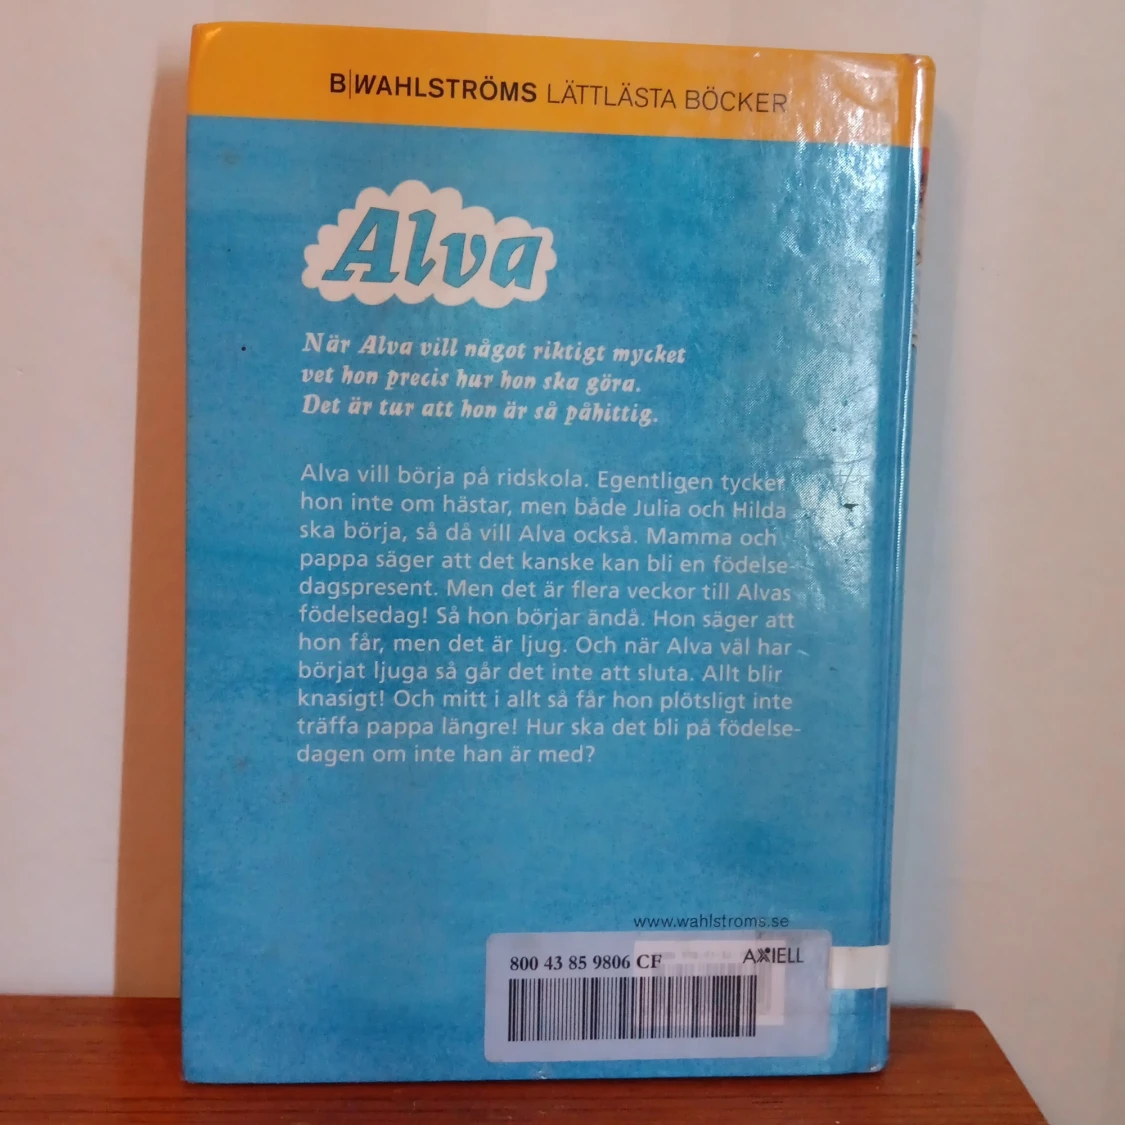 B|WAHLSTRÖMS LÄTTLÄSTA BÖCKER
Alva
När Alva vill något riktigt mycket
vet hon precis hur hon ska göra.
Det är tur att hon är så påhittig.
Alva vill börja på ridskola. Egentligen tycker
hon inte om hästar, men både Julia och Hilda
ska börja, så då vill Alva också. Mamma och
pappa säger att det kanske kan bli en födelse-
dagspresent. Men det är flera veckor till Alvas
födelsedag! Så hon börjar ändå. Hon säger att
hon får, men det är ljug. Och när Alva väl har
börjat ljuga så går det inte att sluta. Allt blir
knasigt! Och mitt i allt så får hon plötsligt inte
träffa pappa längre! Hur ska det bli på födelse-
dagen om inte han är med?
www.wahlstroms.se
800 43 85 9806 CF
AXIELL